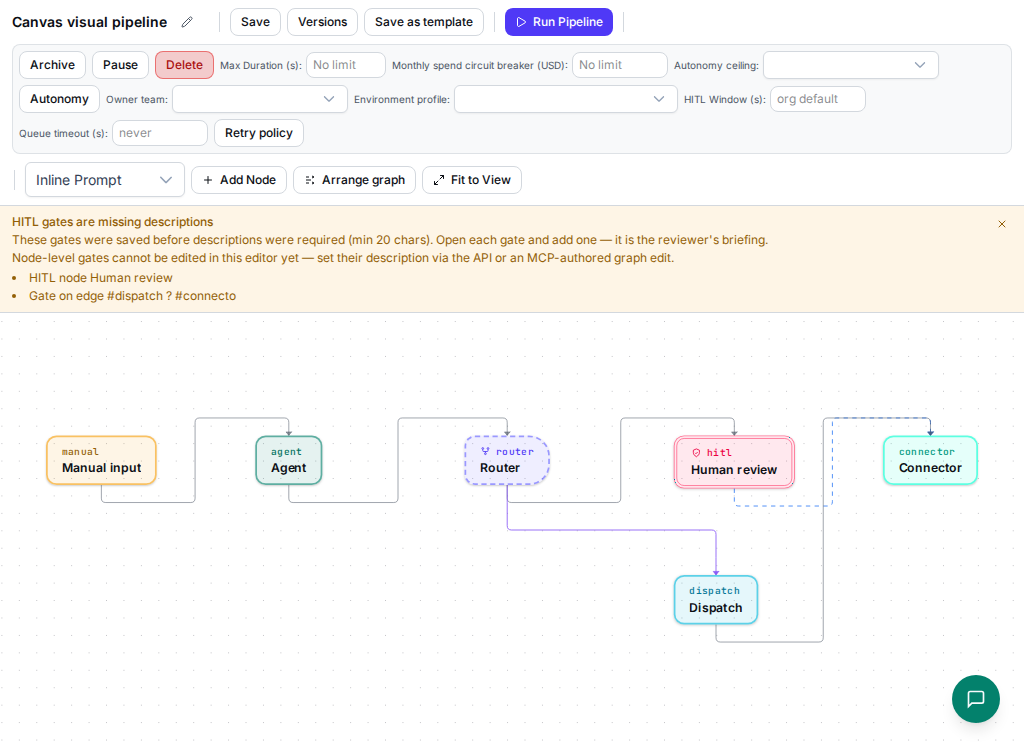 Canvas visual pipeline
Save
Versions
Save as template
Run Pipeline
Archive
Pause
Delete
Max Duration (s):
No limit
Monthly spend circuit breaker (USD):
No limit
Autonomy ceiling:
Autonomy
Owner team:
Environment profile:
HITL Window (s):
org default
Queue timeout (s):
never
Retry policy
Inline Prompt
Add Node
Arrange graph
Fit to View
HITL gates are missing descriptions
These gates were saved before descriptions were required (min 20 chars). Open each gate and add one — it is the reviewer's briefing.
Node-level gates cannot be edited in this editor yet — set their description via the API or an MCP-authored graph edit.
• HITL node Human review
• Gate on edge #dispatch ? #connecto
manual
Manual input
agent
Agent
router
Router
hitl
Human review
connector
Connector
dispatch
Dispatch